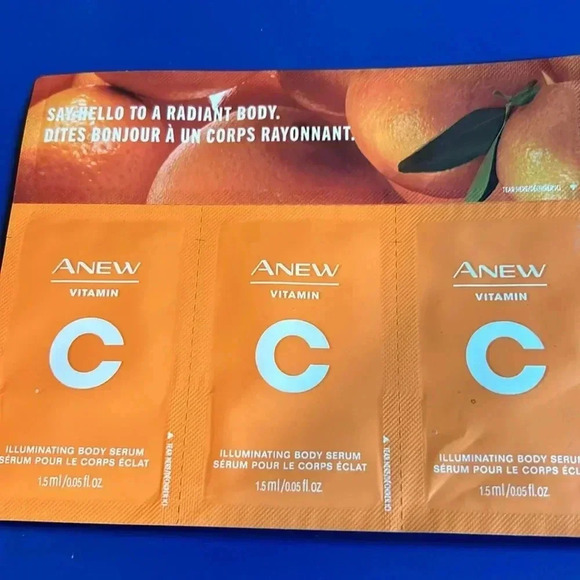 SAY HELLO TO A RADIANT BODY.
DITES BONJOUR À UN CORPS RAYONNANT.
ANEW
VITAMIN
C
ILLUMINATING BODY SERUM
SÉRUM POUR LE CORPS ÉCLAT
1.5 ml/0.05 fl.oz.
ANEW
VITAMIN
C
ILLUMINATING BODY SERUM
SÉRUM POUR LE CORPS ÉCLAT
1.5 ml/0.05 fl.oz.
ANEW
VITAMIN
C
ILLUMINATING BODY SERUM
SÉRUM POUR LE CORPS ÉCL
1.5 ml/0.05 fl.oz.